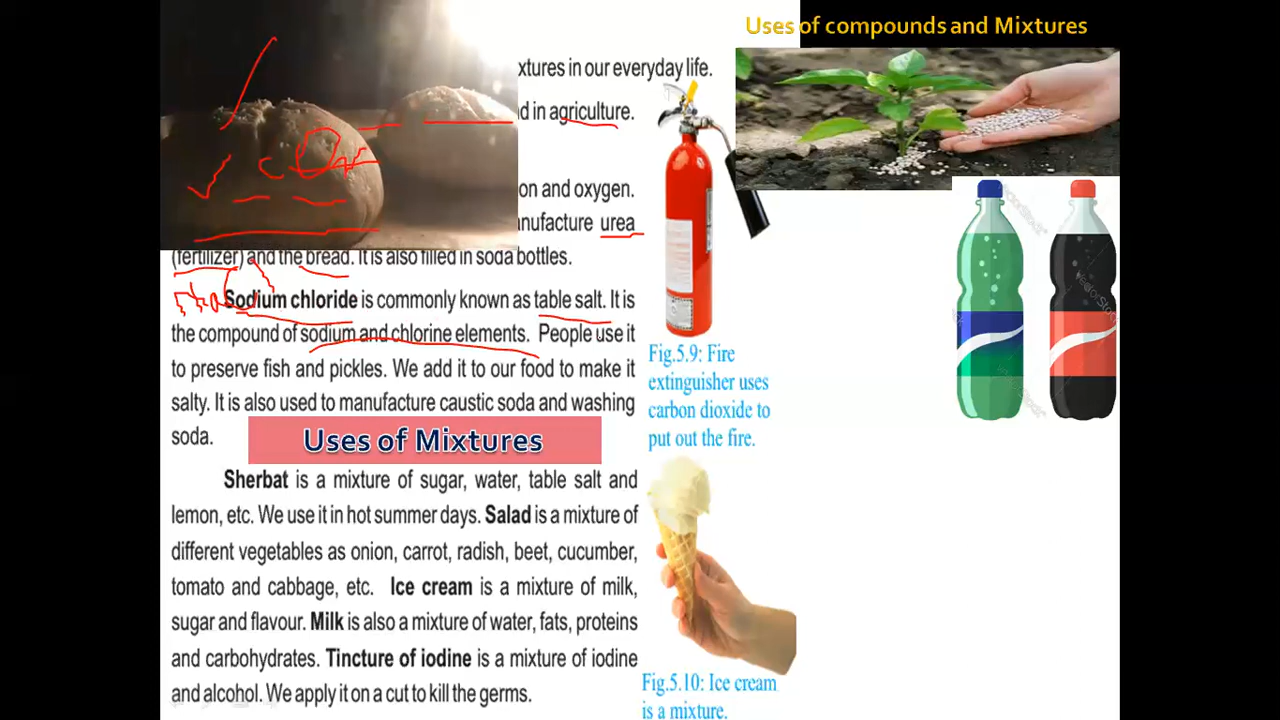 Uses of compounds and Mixtures
xtures in our everyday life.
d in agriculture.
on and oxygen.
nufacture urea
(fertilizer) and the bread. It is also filled in soda bottles.
Sodium chloride is commonly known as table salt. It is
the compound of sodium and chlorine elements. People use it
to preserve fish and pickles. We add it to our food to make it
salty. It is also used to manufacture caustic soda and washing
soda.
Uses of Mixtures
Sherbat is a mixture of sugar, water, table salt and
lemon, etc. We use it in hot summer days. Salad is a mixture of
different vegetables as onion, carrot, radish, beet, cucumber,
tomato and cabbage, etc. Ice cream is a mixture of milk,
sugar and flavour. Milk is also a mixture of water, fats, proteins
and carbohydrates. Tincture of iodine is a mixture of iodine
and alcohol. We apply it on a cut to kill the germs.
Fig.5.9: Fire
extinguisher uses
carbon dioxide to
put out the fire.
Fig.5.10: Ice cream
is a mixture.